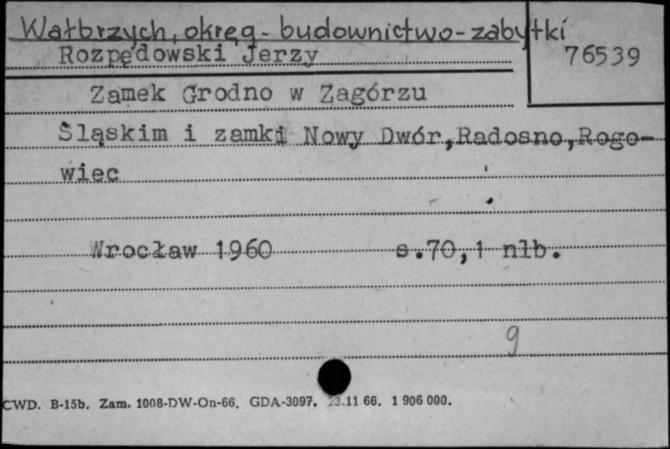 Wałbrzych, okręg - budownictwo - zabytki
Rozpędowski Jerzy
76539
Zamek Grodno w Zagórzu
Śląskim i zamki Nowy Dwór,Radosno,Rogo-
wiec
Wrocław 1960 s.70,1 nlb.
9
CWD. B-15b. Zam. 1008-DW-On-66. GDA-3097. 23.11 66. 1 906 000.